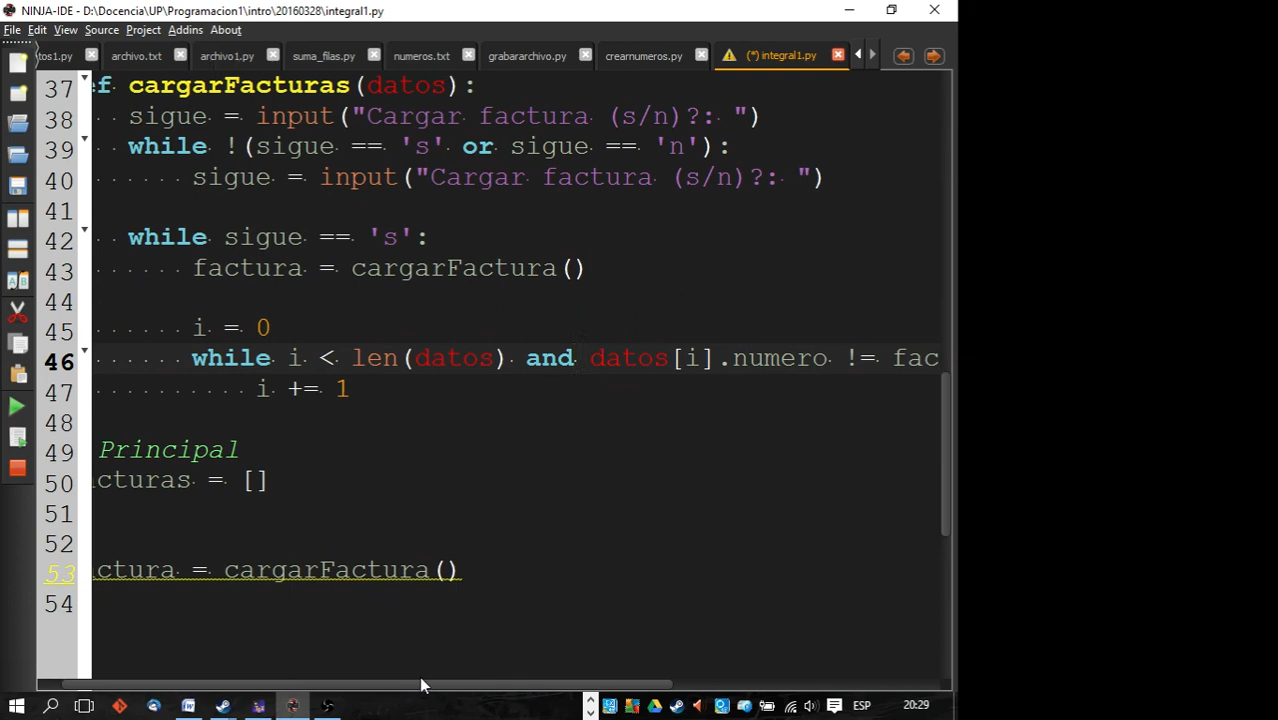 NINJA-IDE - D:\Docencia\UP\Programacion1\intro\20160328\integral1.py
File Edit View Source Project Addins About
tos1.py archivo.txt archivo1.py suma_filas.py numeros.txt grabararchivo.py crearnumeros.py (*) integral1.py
37 ef cargarFacturas(datos):
38 sigue = input("Cargar factura (s/n)?: ")
39 while !(sigue == 's' or sigue == 'n'):
40 sigue = input("Cargar factura (s/n)?: ")
41
42 while sigue == 's':
43 factura = cargarFactura()
44
45 i = 0
46 while i < len(datos) and datos[i].numero != fac
47 i += 1
48
49 Principal
50 acturas = []
51
52
53 actura = cargarFactura()
54
ESP 20:29